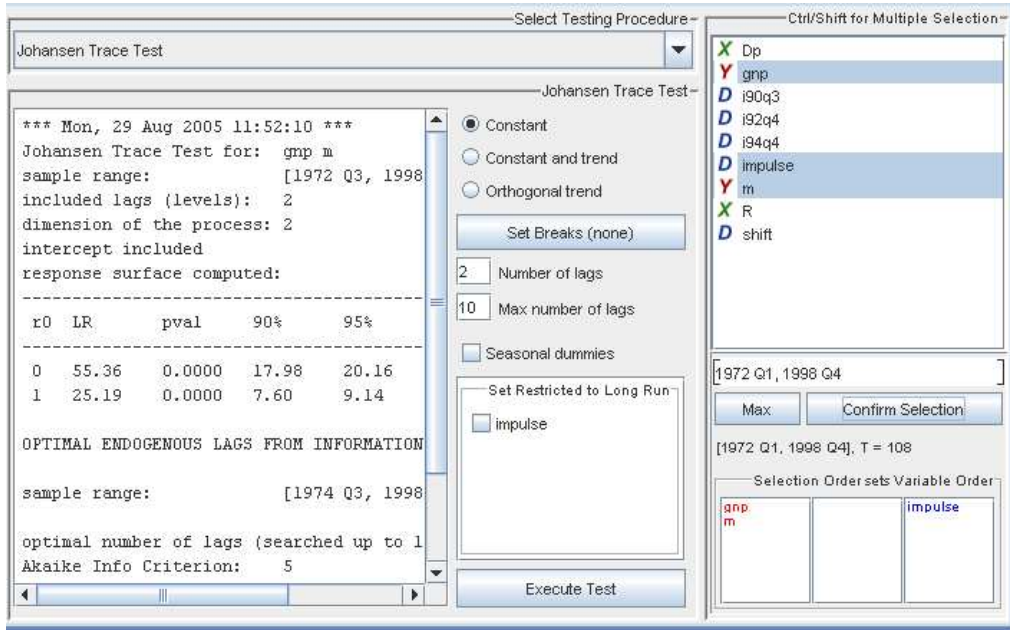 Select Testing Procedure
Johansen Trace Test
Johansen Trace Test
*** Mon, 29 Aug 2005 11:52:10 ***
Johansen Trace Test for: gnp m
sample range: [1972 Q3, 1998
included lags (levels): 2
dimension of the process: 2
intercept included
response surface computed:
-----------------------------------------
r0 LR pval 90% 95%
-----------------------------------------
0 55.36 0.0000 17.98 20.16
1 25.19 0.0000 7.60 9.14
OPTIMAL ENDOGENOUS LAGS FROM INFORMATION
sample range: [1974 Q3, 1998
optimal number of lags (searched up to 1
Akaike Info Criterion: 5
Constant
Constant and trend
Orthogonal trend
Set Breaks (none)
2 Number of lags
10 Max number of lags
Seasonal dummies
Set Restricted to Long Run
impulse
Execute Test
Ctrl/Shift for Multiple Selection
X Dp
Y gnp
D i90q3
D i92q4
D i94q4
D impulse
Y m
X R
D shift
[1972 Q1, 1998 Q4]
Max Confirm Selection
[1972 Q1, 1998 Q4], T = 108
Selection Order sets Variable Order
gnp impulse
m